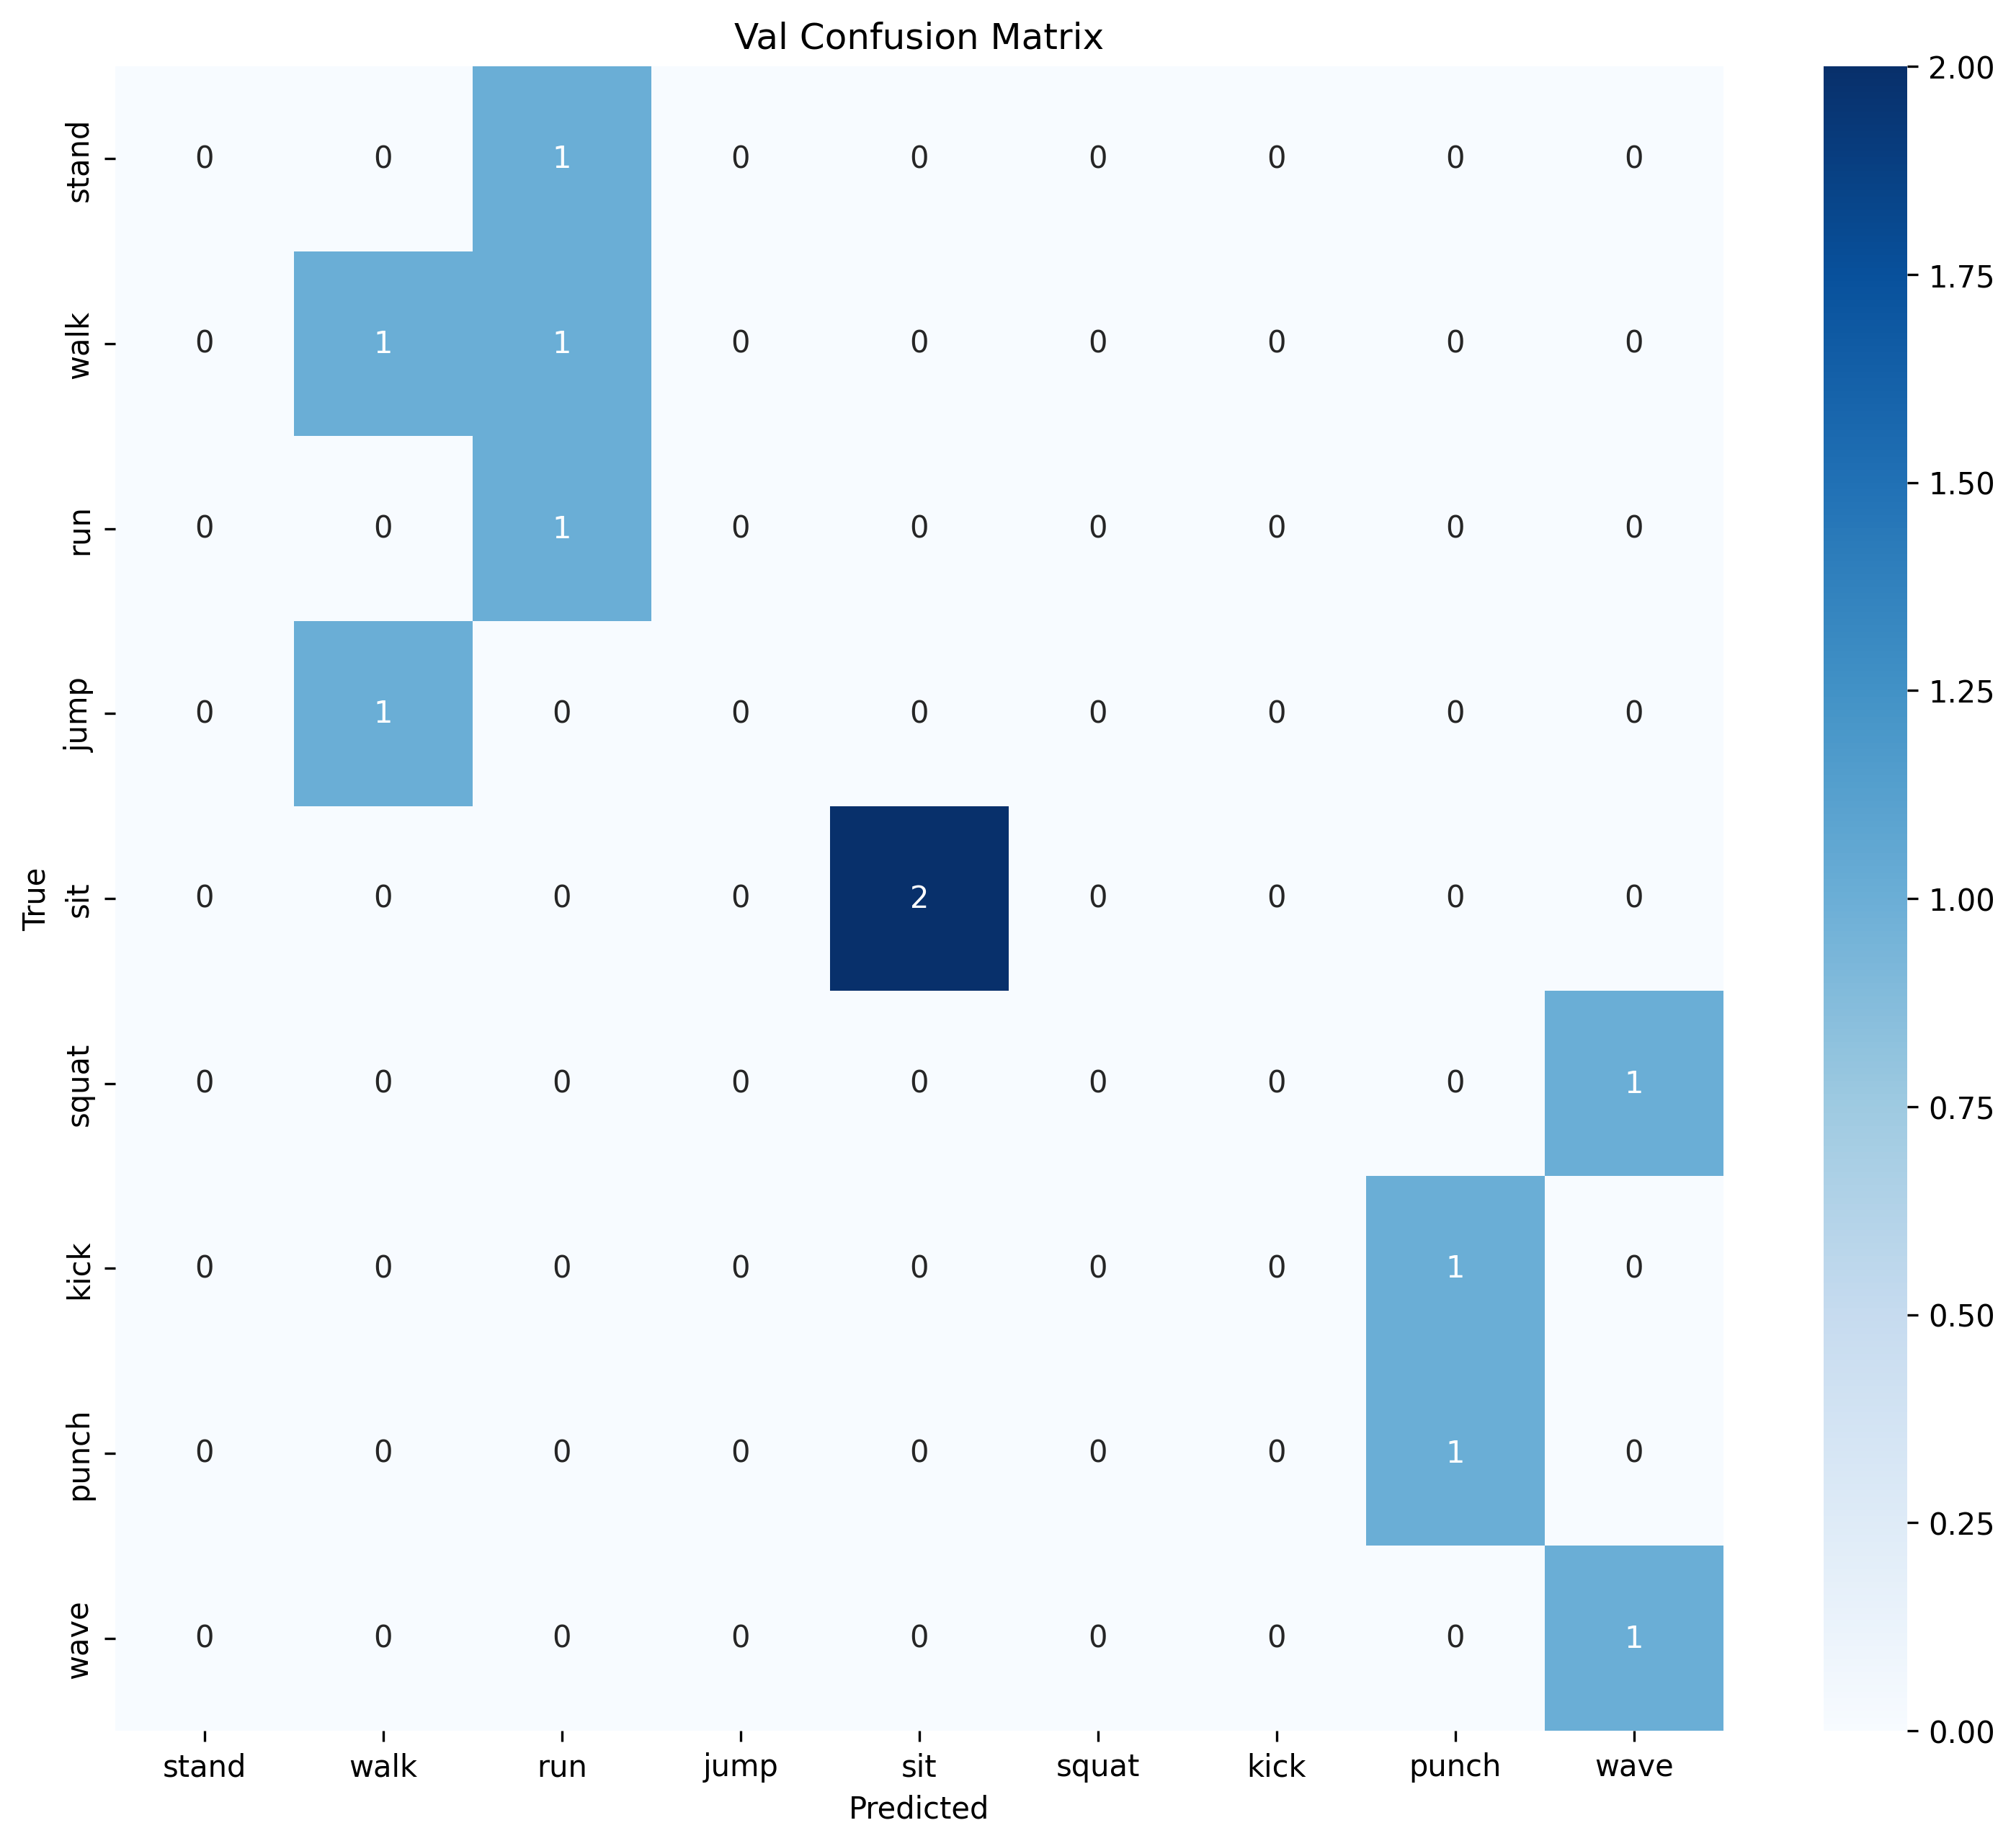 Val Confusion Matrix
True
stand 0 0 1 0 0 0 0 0 0
walk 0 1 1 0 0 0 0 0 0
run 0 0 1 0 0 0 0 0 0
jump 0 1 0 0 0 0 0 0 0
sit 0 0 0 0 2 0 0 0 0
squat 0 0 0 0 0 0 0 0 1
kick 0 0 0 0 0 0 0 1 0
punch 0 0 0 0 0 0 0 1 0
wave 0 0 0 0 0 0 0 0 1
stand walk run jump sit squat kick punch wave
Predicted
2.00
1.75
1.50
1.25
1.00
0.75
0.50
0.25
0.00